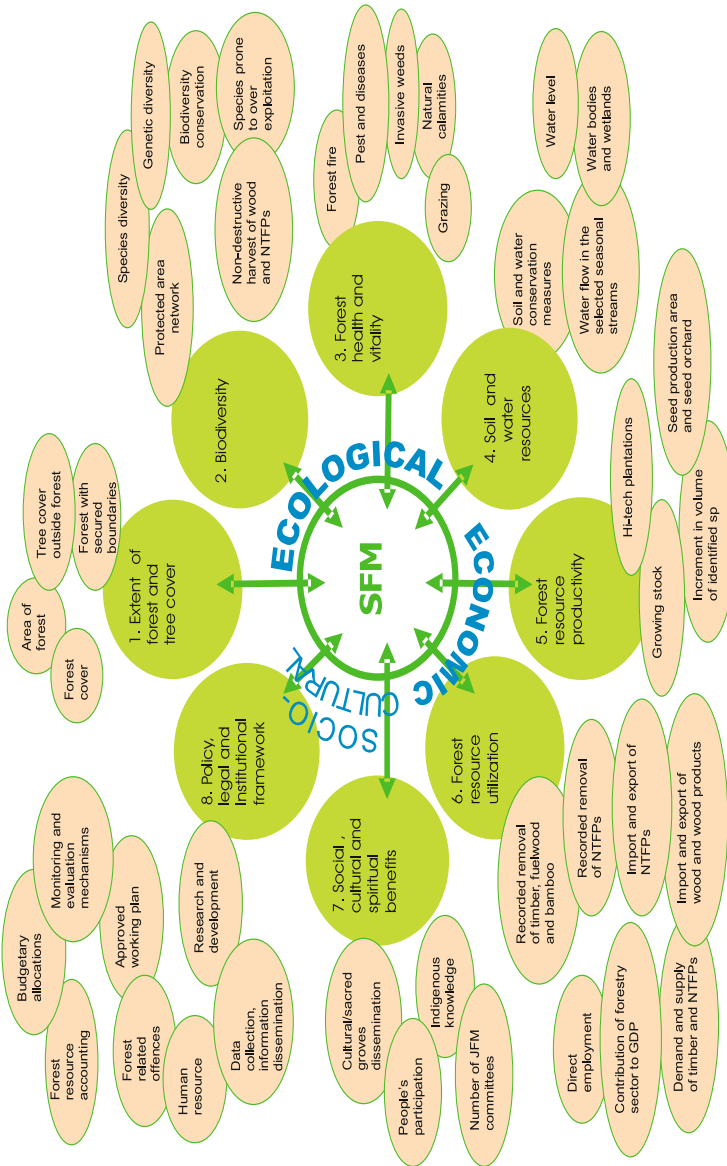 SFM
ECOLOGICAL
ECONOMIC
SOCIO-
CULTURAL
1. Extent of
forest and
tree cover
Area of
forest
Forest
cover
Tree cover
outside forest
Forest with
secured
boundaries
2. Biodiversity
Protected area
network
Species diversity
Genetic diversity
Biodiversity
conservation
Species prone
to over
exploitation
Non-destructive
harvest of wood
and NTFPs
3. Forest
health and
vitality
Forest fire
Pest and diseases
Invasive weeds
Natural
calamities
Grazing
4. Soil and
water
resources
Soil and water
conservation
measures
Water level
Water bodies
and wetlands
Water flow in the
selected seasonal
streams
5. Forest
resource
productivity
Hi-tech plantations
Seed production area
and seed orchard
Increment in volume
of identified sp
Growing stock
6. Forest
resource
utilization
Recorded removal
of timber, fuelwood
and bamboo
Recorded removal
of NTFPs
Import and export of
NTFPs
Import and export of
wood and wood products
Demand and supply
of timber and NTFPs
Contribution of forestry
sector to GDP
Direct
employment
7. Social ,
cultural and
spiritual
benefits
Cultural/sacred
groves
dissemination
People's
participation
Indigenous
knowledge
Number of JFM
committees
8. Policy,
legal and
Institutional
framework
Monitoring and
evaluation
mechanisms
Budgetary
allocations
Forest
resource
accounting
Approved
working plan
Forest
related
offences
Human
resource
Research and
development
Data
collection,
information
dissemination